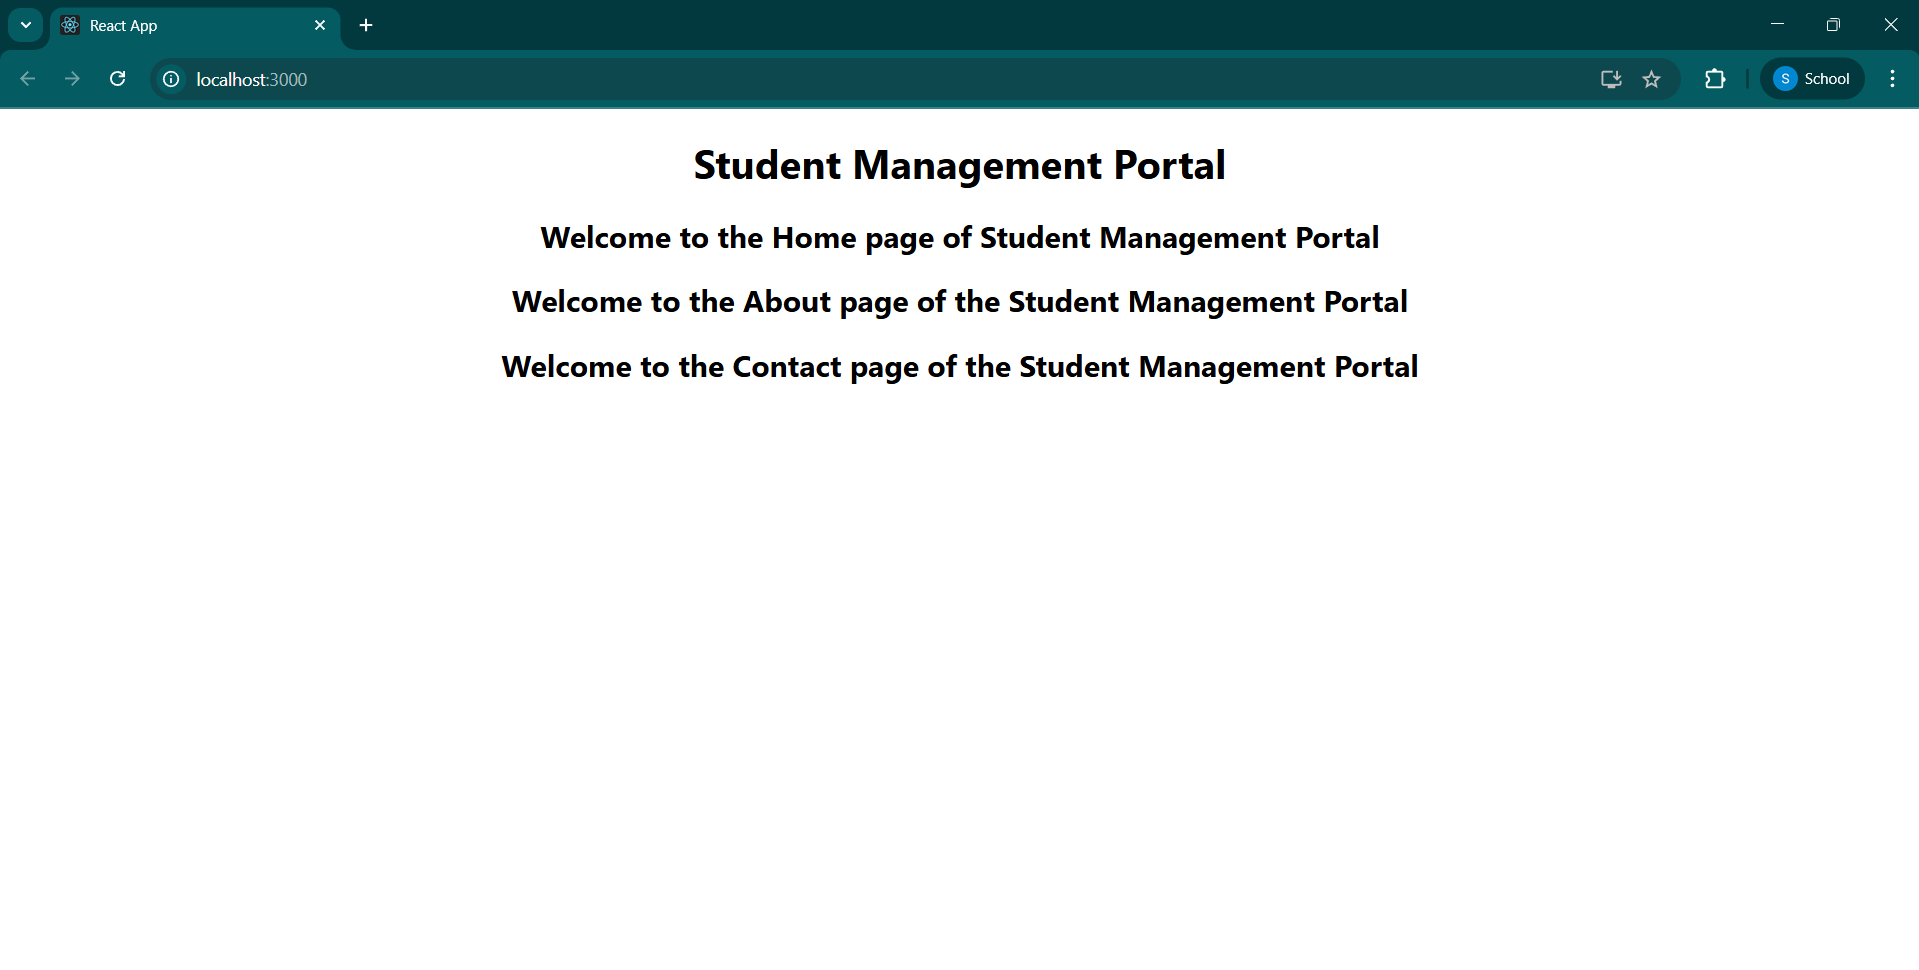 React App
localhost:3000
S School
Student Management Portal
Welcome to the Home page of Student Management Portal
Welcome to the About page of the Student Management Portal
Welcome to the Contact page of the Student Management Portal